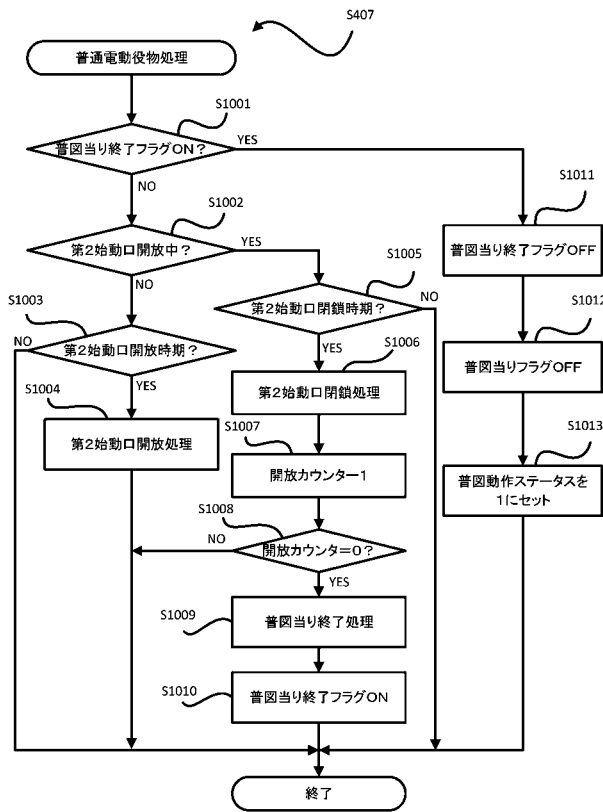 S407
普通電動役物処理
S1001
普図当り終了フラグON？
YES
NO
S1011
普図当り終了フラグOFF
S1002
第2始動口開放中？
YES
NO
S1005
第2始動口閉鎖時期？
NO
YES
S1003
第2始動口開放時期？
NO
YES
S1012
普図当りフラグOFF
S1006
第2始動口閉鎖処理
S1004
第2始動口開放処理
S1007
開放カウンター1
S1013
普図動作ステータスを
1にセット
S1008
開放カウンタ＝0？
NO
YES
S1009
普図当り終了処理
S1010
普図当り終了フラグON
終了